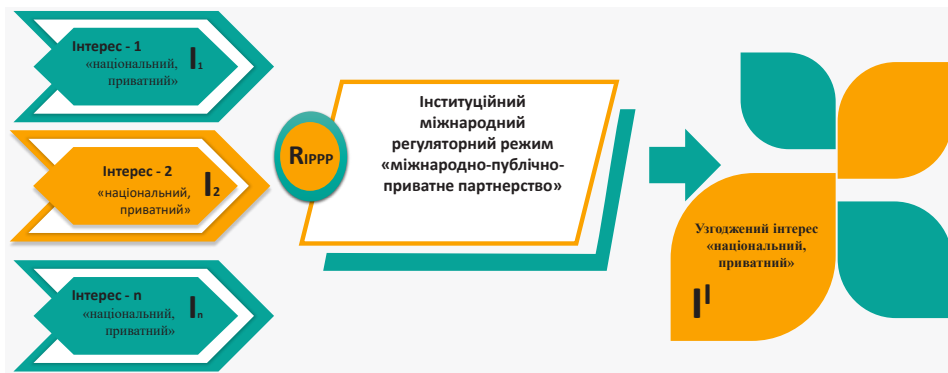 Інтерес - 1
«національний,
приватний»
I1
Інтерес - 2
«національний,
приватний»
I2
Інтерес - n
«національний,
приватний»
In
RIPPP
Інституційний
міжнародний
регуляторний режим
«міжнародно-публічно-
приватне партнерство»
Узгоджений інтерес
«національний,
приватний»
II